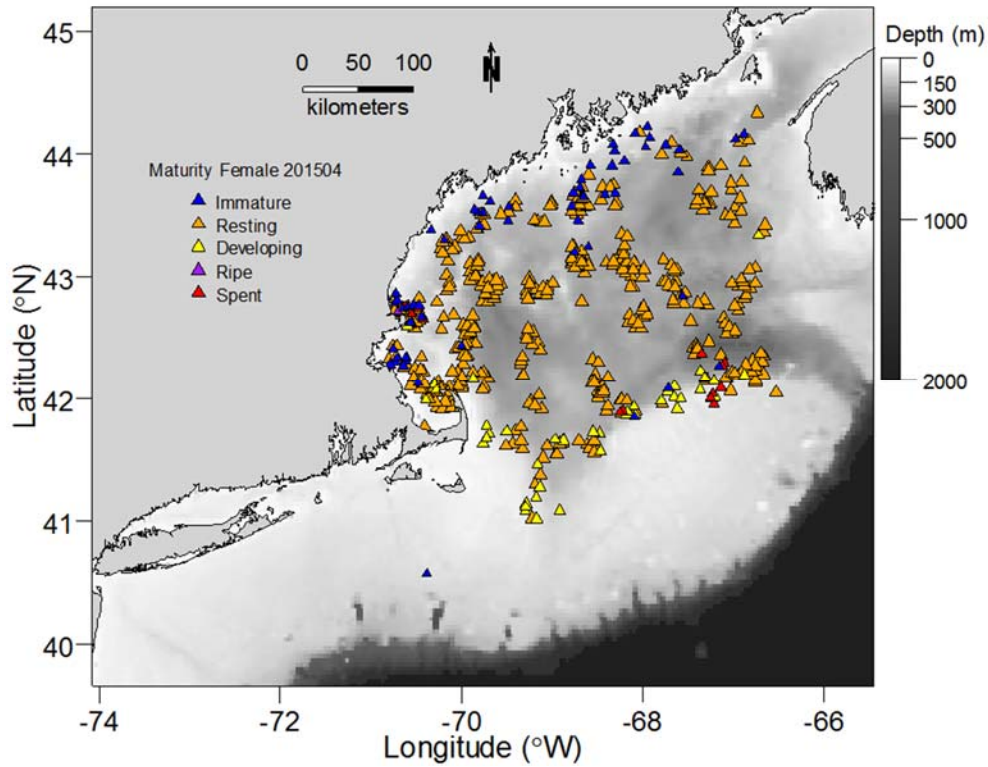 45
44
43
42
41
40
Latitude (°N)
-74
-72
-70
-68
-66
Longitude (°W)
0 50 100
kilometers
N
Maturity Female 201504
Immature
Resting
Developing
Ripe
Spent
Depth (m)
0
150
300
500
1000
2000